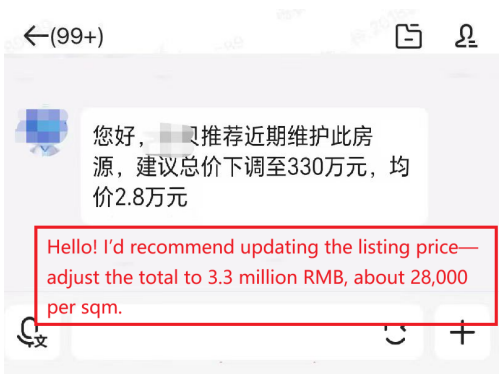 (99+)
您好，贝推荐近期维护此房
源，建议总价下调至330万元，均
价2.8万元
Hello! I’d recommend updating the listing price—
adjust the total to 3.3 million RMB, about 28,000
per sqm.
文